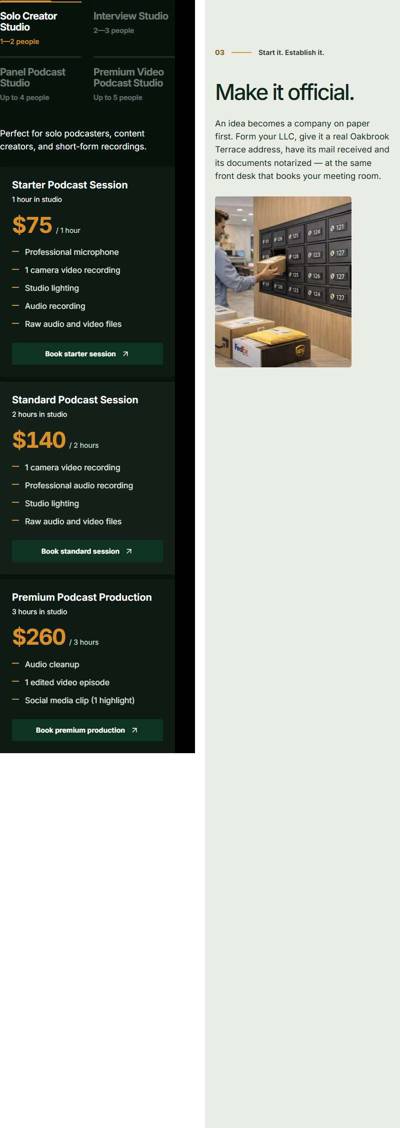 Solo Creator
Studio
1—2 people
Interview Studio
2—3 people
Panel Podcast
Studio
Up to 4 people
Premium Video
Podcast Studio
Up to 5 people
Perfect for solo podcasters, content
creators, and short-form recordings.
Starter Podcast Session
1 hour in studio
$75 / 1 hour
— Professional microphone
— 1 camera video recording
— Studio lighting
— Audio recording
— Raw audio and video files
Book starter session ↗
Standard Podcast Session
2 hours in studio
$140 / 2 hours
— 1 camera video recording
— Professional audio recording
— Studio lighting
— Raw audio and video files
Book standard session ↗
Premium Podcast Production
3 hours in studio
$260 / 3 hours
— Audio cleanup
— 1 edited video episode
— Social media clip (1 highlight)
Book premium production ↗
03 — Start it. Establish it.
Make it official.
An idea becomes a company on paper
first. Form your LLC, give it a real Oakbrook
Terrace address, have its mail received and
its documents notarized — at the same
front desk that books your meeting room.
121
127
FedEx
ups